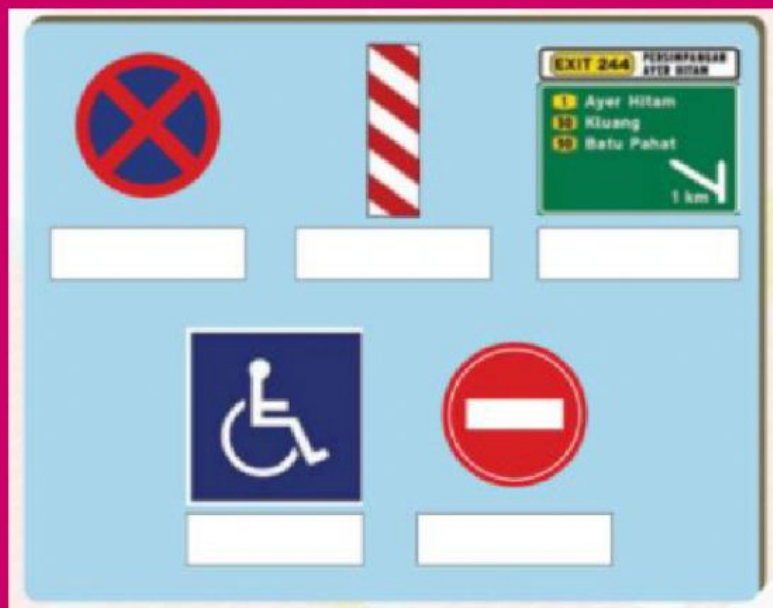 EXIT 244
PERSIMPANGAN
AYER HITAM
1 Ayer Hitam
50 Kluang
50 Batu Pahat
1 km